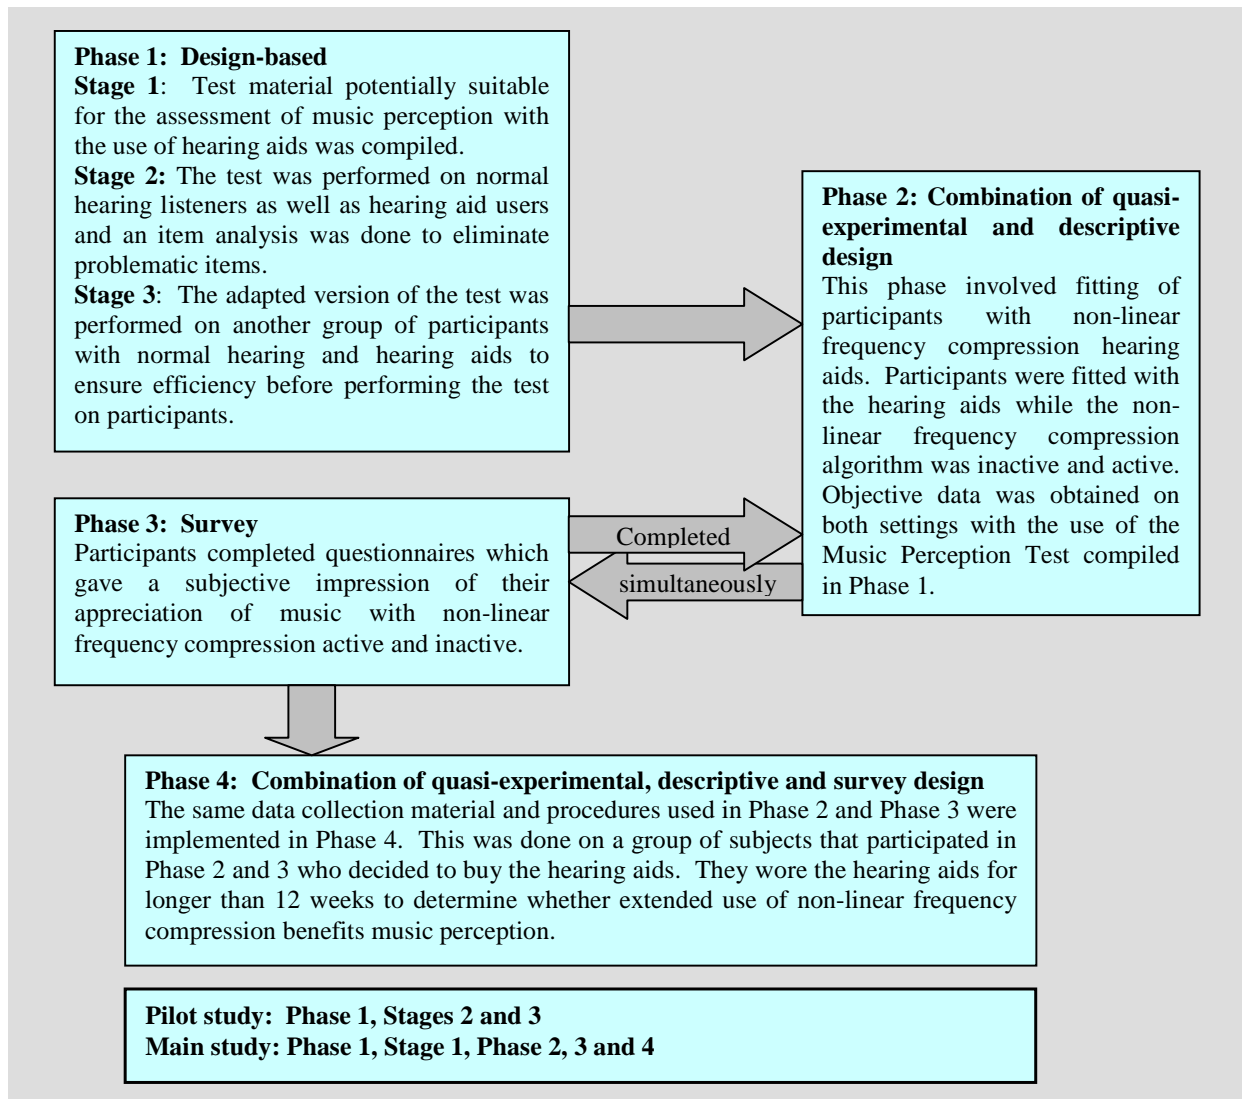 Phase 1: Design-based
Stage 1: Test material potentially suitable
for the assessment of music perception with
the use of hearing aids was compiled.
Stage 2: The test was performed on normal
hearing listeners as well as hearing aid users
and an item analysis was done to eliminate
problematic items.
Stage 3: The adapted version of the test was
performed on another group of participants
with normal hearing and hearing aids to
ensure efficiency before performing the test
on participants.
Phase 2: Combination of quasi-
experimental and descriptive
design
This phase involved fitting of
participants with non-linear
frequency compression hearing
aids. Participants were fitted with
the hearing aids while the non-
linear frequency compression
algorithm was inactive and active.
Objective data was obtained on
both settings with the use of the
Music Perception Test compiled
in Phase 1.
Phase 3: Survey
Participants completed questionnaires which
gave a subjective impression of their
appreciation of music with non-linear
frequency compression active and inactive.
Completed
simultaneously
Phase 4: Combination of quasi-experimental, descriptive and survey design
The same data collection material and procedures used in Phase 2 and Phase 3 were
implemented in Phase 4. This was done on a group of subjects that participated in
Phase 2 and 3 who decided to buy the hearing aids. They wore the hearing aids for
longer than 12 weeks to determine whether extended use of non-linear frequency
compression benefits music perception.
Pilot study: Phase 1, Stages 2 and 3
Main study: Phase 1, Stage 1, Phase 2, 3 and 4